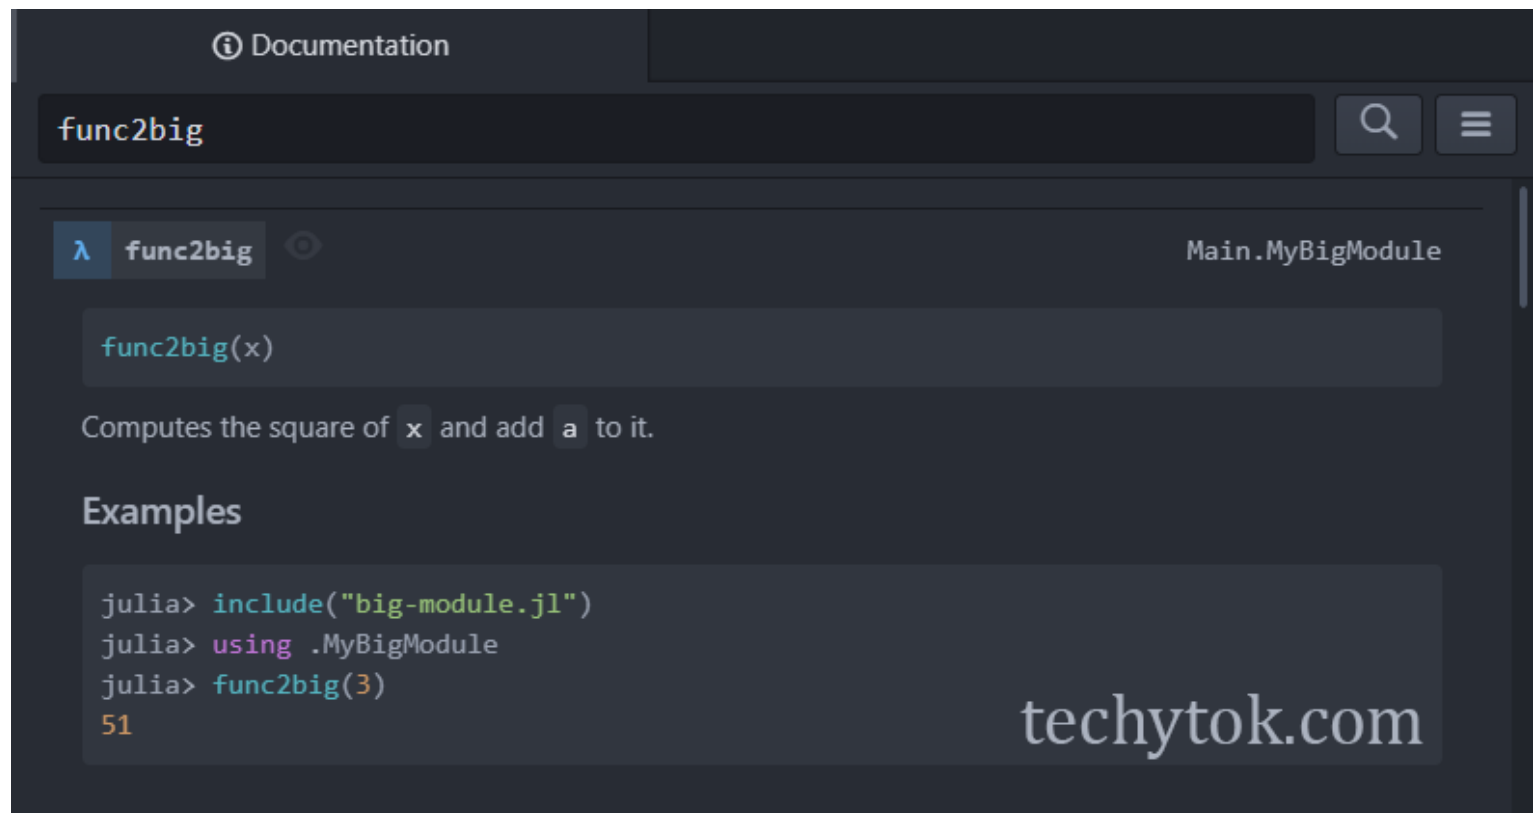 Documentation
func2big
λ func2big Main.MyBigModule
func2big(x)
Computes the square of x and add a to it.
Examples
julia> include("big-module.jl")
julia> using .MyBigModule
julia> func2big(3)
51
techytok.com